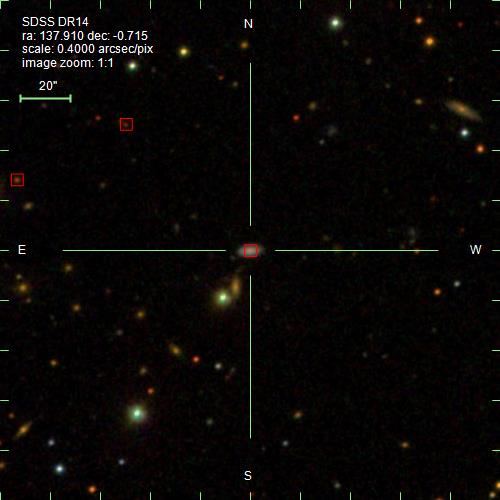 SDSS DR14
ra: 137.910 dec: -0.715
scale: 0.4000 arcsec/pix
image zoom: 1:1
20"
N
E
W
S